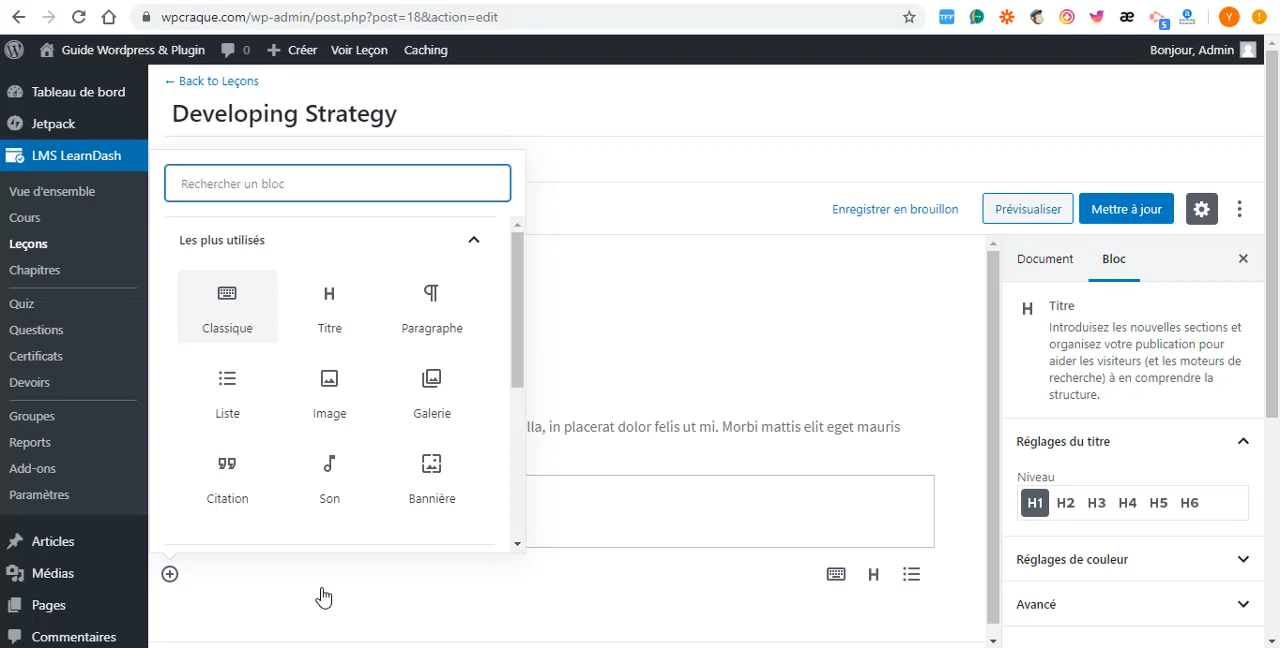 wpcraque.com/wp-admin/post.php?post=18&action=edit
TFF
5
Y
Guide Wordpress & Plugin
0
Créer
Voir Leçon
Caching
Bonjour, Admin
Tableau de bord
Jetpack
LMS LearnDash
Vue d'ensemble
Cours
Leçons
Chapitres
Quiz
Questions
Certificats
Devoirs
Groupes
Reports
Add-ons
Paramètres
Articles
Médias
Pages
Commentaires
← Back to Leçons
Developing Strategy
Rechercher un bloc
Les plus utilisés
Classique
Titre
Paragraphe
Liste
Image
Galerie
Citation
Son
Bannière
Enregistrer en brouillon
Prévisualiser
Mettre à jour
lla, in placerat dolor felis ut mi. Morbi mattis elit eget mauris
Document
Bloc
Titre
Introduisez les nouvelles sections et
organisez votre publication pour
aider les visiteurs (et les moteurs de
recherche) à en comprendre la
structure.
Réglages du titre
Niveau
H1 H2 H3 H4 H5 H6
Réglages de couleur
Avancé